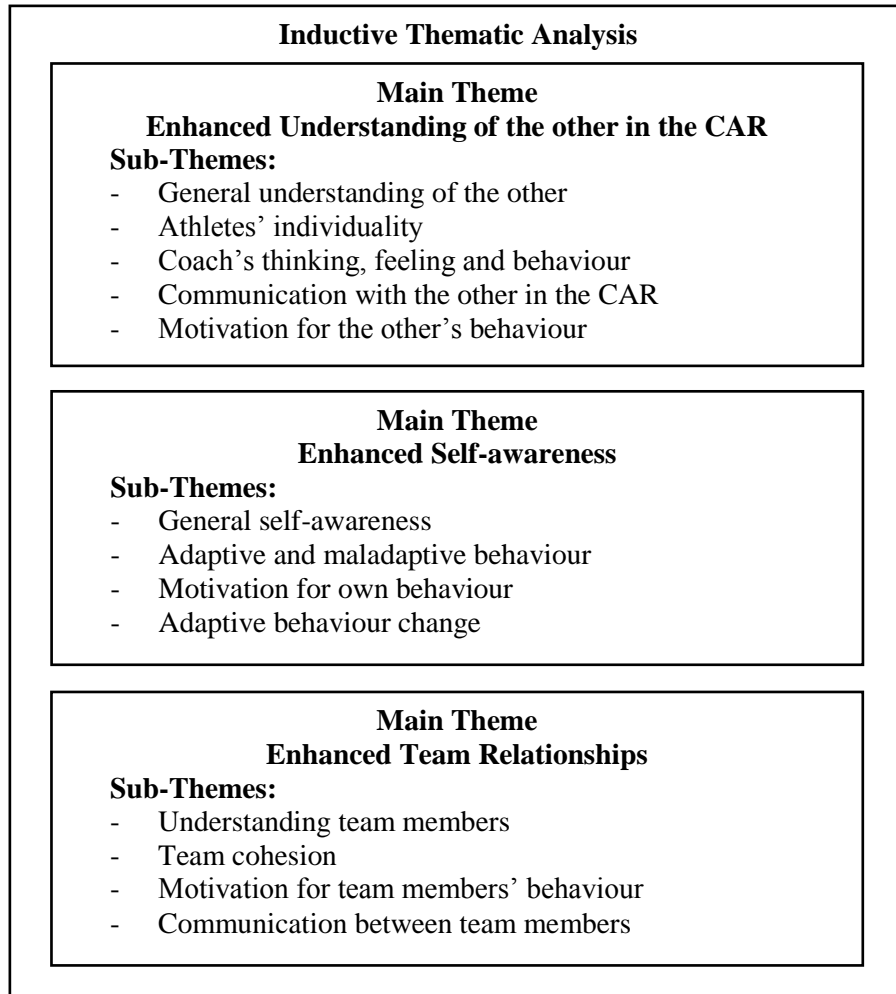 Inductive Thematic Analysis
Main Theme
Enhanced Understanding of the other in the CAR
Sub-Themes:
- General understanding of the other
- Athletes’ individuality
- Coach’s thinking, feeling and behaviour
- Communication with the other in the CAR
- Motivation for the other’s behaviour
Main Theme
Enhanced Self-awareness
Sub-Themes:
- General self-awareness
- Adaptive and maladaptive behaviour
- Motivation for own behaviour
- Adaptive behaviour change
Main Theme
Enhanced Team Relationships
Sub-Themes:
- Understanding team members
- Team cohesion
- Motivation for team members’ behaviour
- Communication between team members